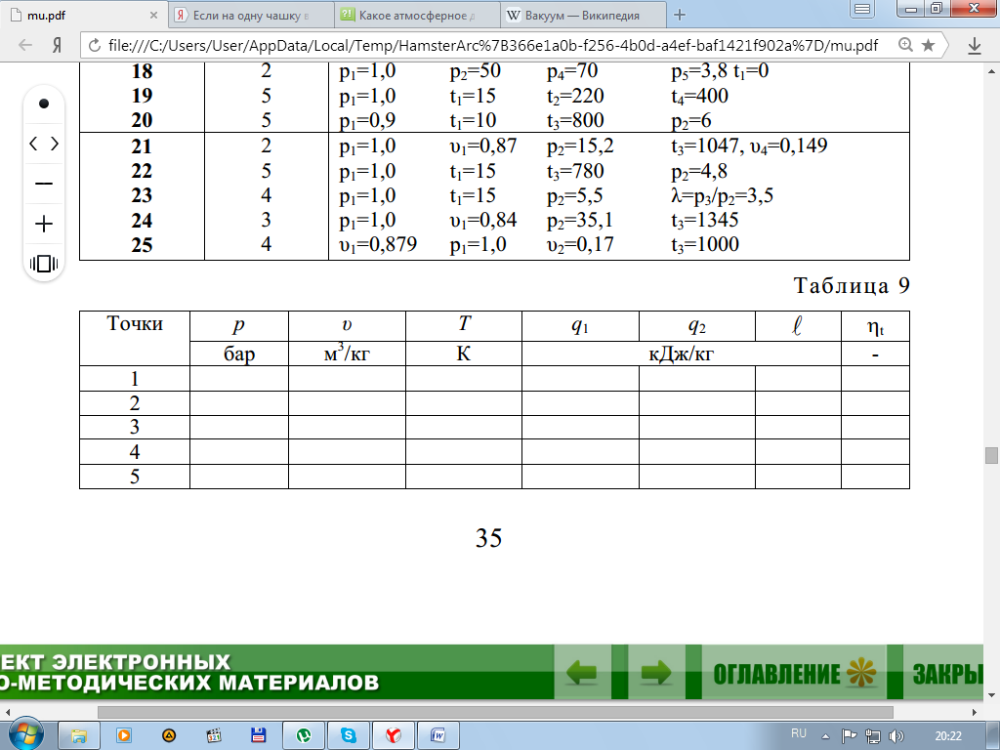 mu.pdf
Если на одну чашку в
Какое атмосферное д
W Вакуум — Википедия
Я file:///C:/Users/User/AppData/Local/Temp/HamsterArc%7B366e1a0b-f256-4b0d-a4ef-baf1421f902a%7D/mu.pdf
18 2 p₁=1,0 p₂=50 p₄=70 p₅=3,8 t₁=0
19 5 p₁=1,0 t₁=15 t₂=220 t₄=400
20 5 p₁=0,9 t₁=10 t₃=800 p₂=6
21 2 p₁=1,0 υ₁=0,87 p₂=15,2 t₃=1047, υ₄=0,149
22 5 p₁=1,0 t₁=15 t₃=780 p₂=4,8
23 4 p₁=1,0 t₁=15 p₂=5,5 λ=p₃/p₂=3,5
24 3 p₁=1,0 υ₁=0,84 p₂=35,1 t₃=1345
25 4 υ₁=0,879 p₁=1,0 υ₂=0,17 t₃=1000
Таблица 9
Точки p υ T q₁ q₂ ℓ ηₜ
бар м³/кг К кДж/кг -
1
2
3
4
5
35
ЕКТ ЭЛЕКТРОННЫХ
О-МЕТОДИЧЕСКИХ МАТЕРИАЛОВ
ОГЛАВЛЕНИЕ
ЗАКРЫ
RU 20:22